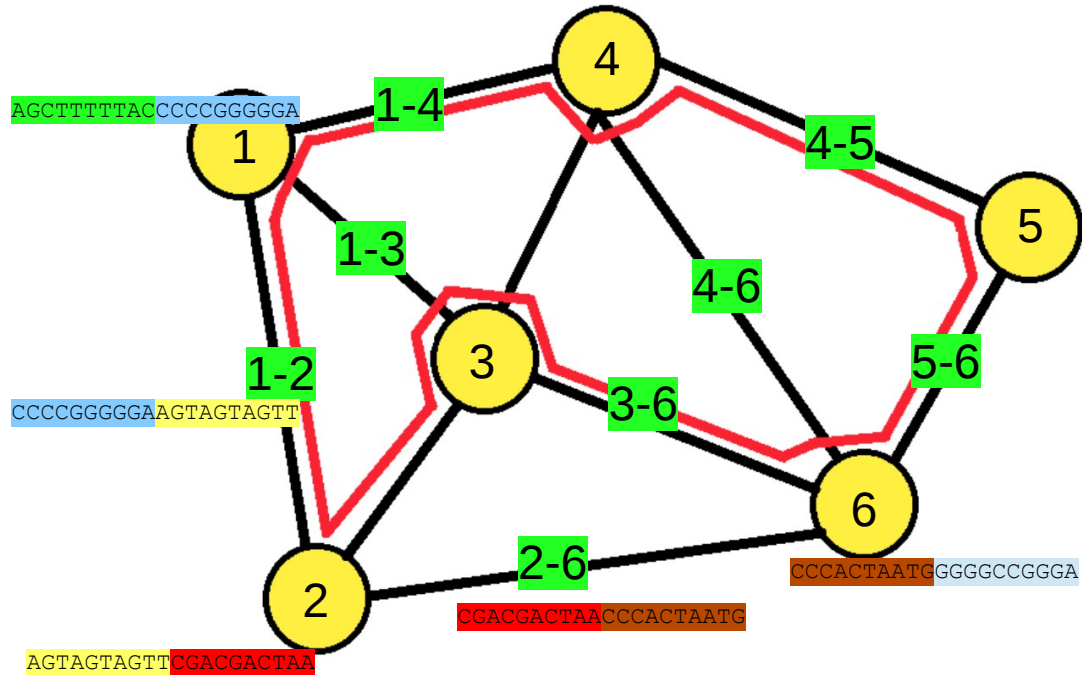 4
1-4
AGCTTTTTACCCCCGGGGGA
1
4-5
5
1-3
4-6
3
1-2
5-6
3-6
CCCCGGGGGAAGTAGTAGTT
6
2-6
CCCACTAATGGGGGCCGGGA
2
CGACGACTAACCCACTAATG
AGTAGTAGTTCGACGACTAA